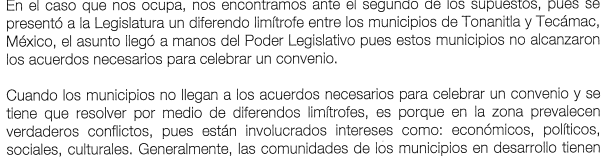 En el caso que nos ocupa, nos encontramos ante el segundo de los supuestos, pues se
presentó a la Legislatura un diferendo limítrofe entre los municipios de Tonanitla y Tecámac,
México, el asunto llegó a manos del Poder Legislativo pues estos municipios no alcanzaron
los acuerdos necesarios para celebrar un convenio.
Cuando los municipios no llegan a los acuerdos necesarios para celebrar un convenio y se
tiene que resolver por medio de diferendos limítrofes, es porque en la zona prevalecen
verdaderos conflictos, pues están involucrados intereses como: económicos, políticos,
sociales, culturales. Generalmente, las comunidades de los municipios en desarrollo tienen